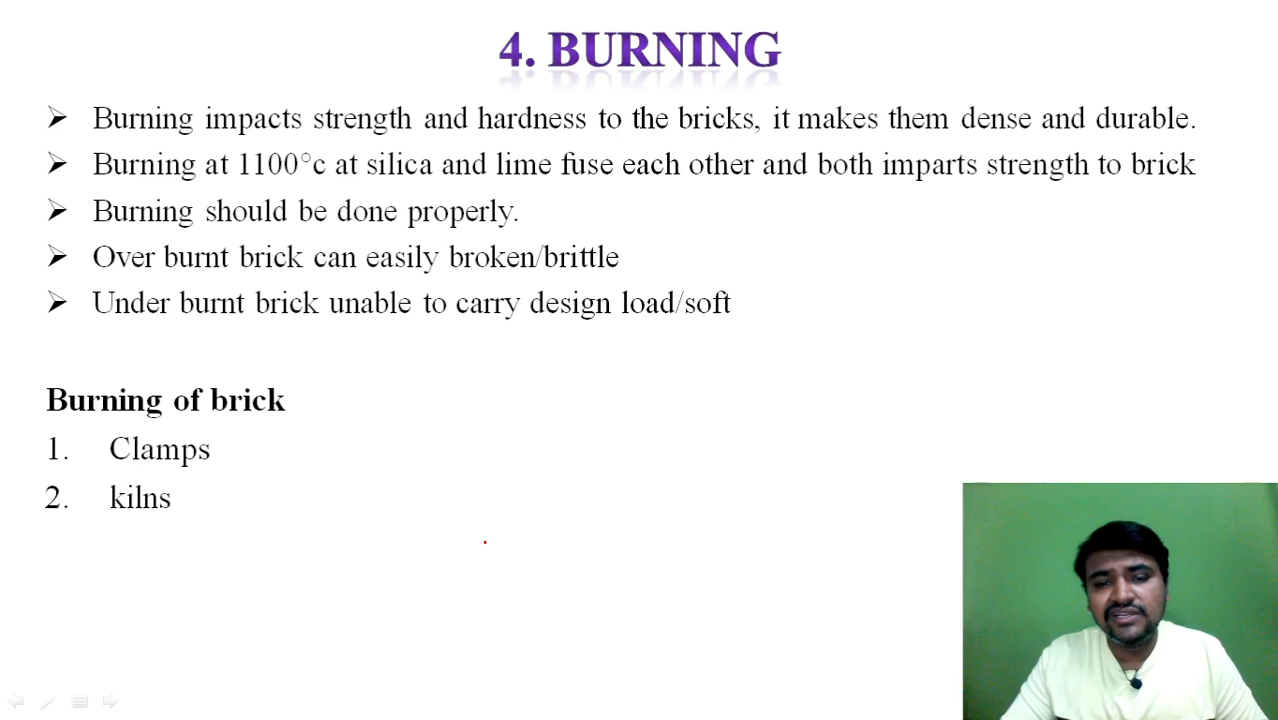 4. BURNING
➢ Burning impacts strength and hardness to the bricks, it makes them dense and durable.
➢ Burning at 1100°c at silica and lime fuse each other and both imparts strength to brick
➢ Burning should be done properly.
➢ Over burnt brick can easily broken/brittle
➢ Under burnt brick unable to carry design load/soft
Burning of brick
1. Clamps
2. kilns